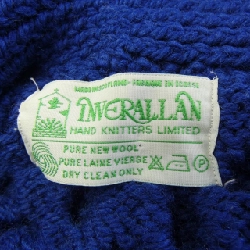 INVERALLAN
HAND KNITTERS LIMITED
PURE NEW WOOL
PURE LAINE VIERGE
DRY CLEAN ONLY
P